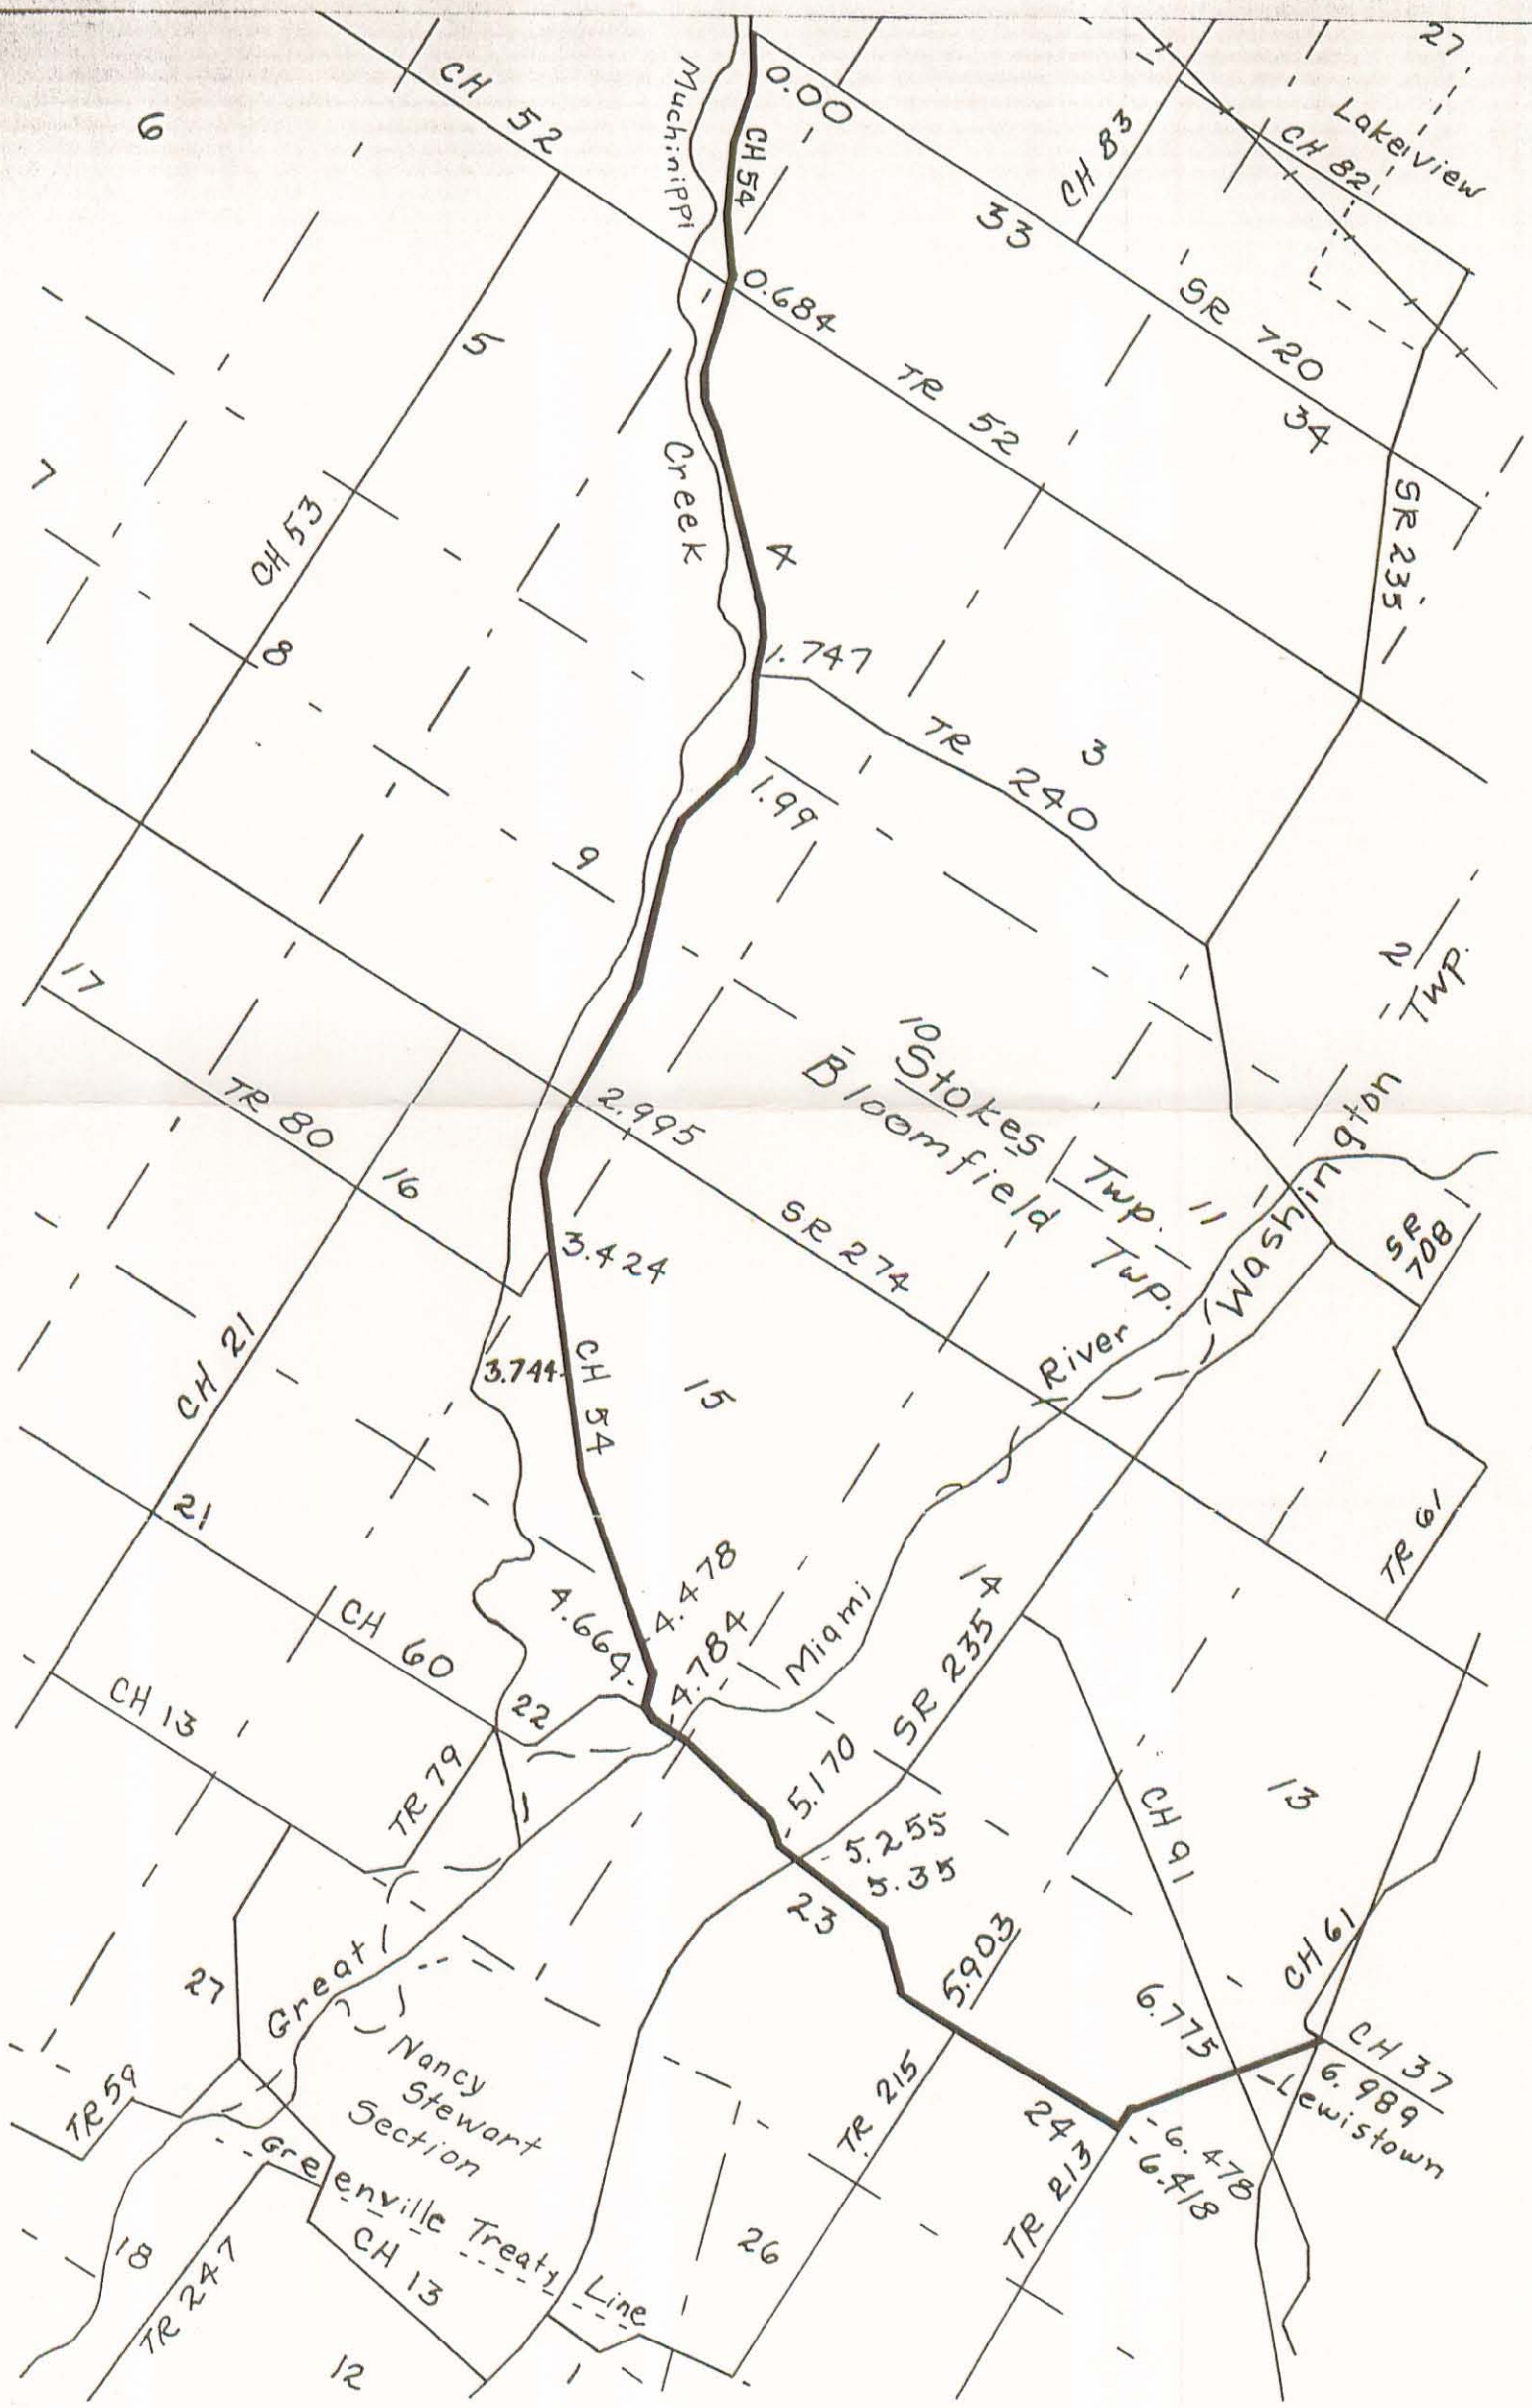 27
Lakeview
CH 82
CH 83
CH 52
6
Muchinippi
Creek
CH 54
0.00
33
SR 720
34
0.684
TR 52
SR 235
5
7
CH 53
8
4
1.747
TR 240
3
1.99
9
2
TWP.
17
10
Stokes Twp.
Bloomfield Twp.
11
Washington
TR 80
16
2.995
SR 274
SR
708
3.424
3.744
CH 54
15
River
CH 21
21
TR 61
14
4.478
4.664
4.784
Miami
SR 235
CH 60
CH 13
22
TR 79
5.170
5.255
5.35
CH 91
13
23
5.903
CH 61
6.775
CH 37
6.989
Lewistown
27
Great
Nancy
Stewart
Section
TR 59
TR 215
24
6.478
6.418
TR 213
Greenville Treaty Line
18
TR 247
CH 13
26
12